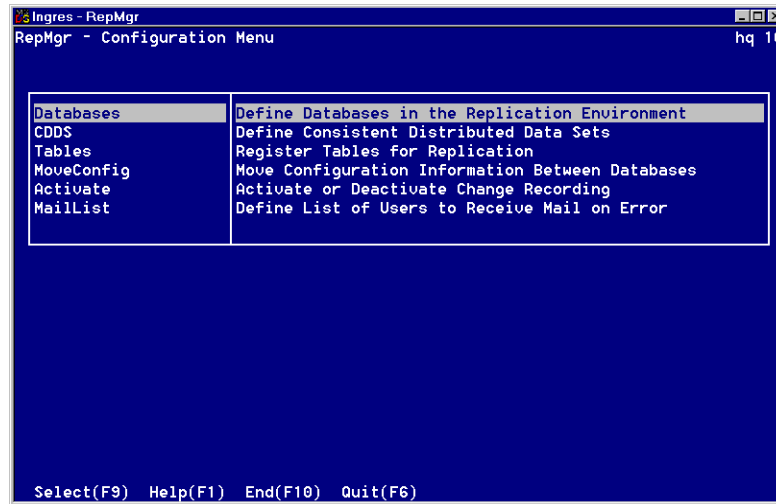 Ingres - RepMgr
RepMgr - Configuration Menu hq 10
Databases Define Databases in the Replication Environment
CDDS Define Consistent Distributed Data Sets
Tables Register Tables for Replication
MoveConfig Move Configuration Information Between Databases
Activate Activate or Deactivate Change Recording
MailList Define List of Users to Receive Mail on Error
Select(F9) Help(F1) End(F10) Quit(F6)